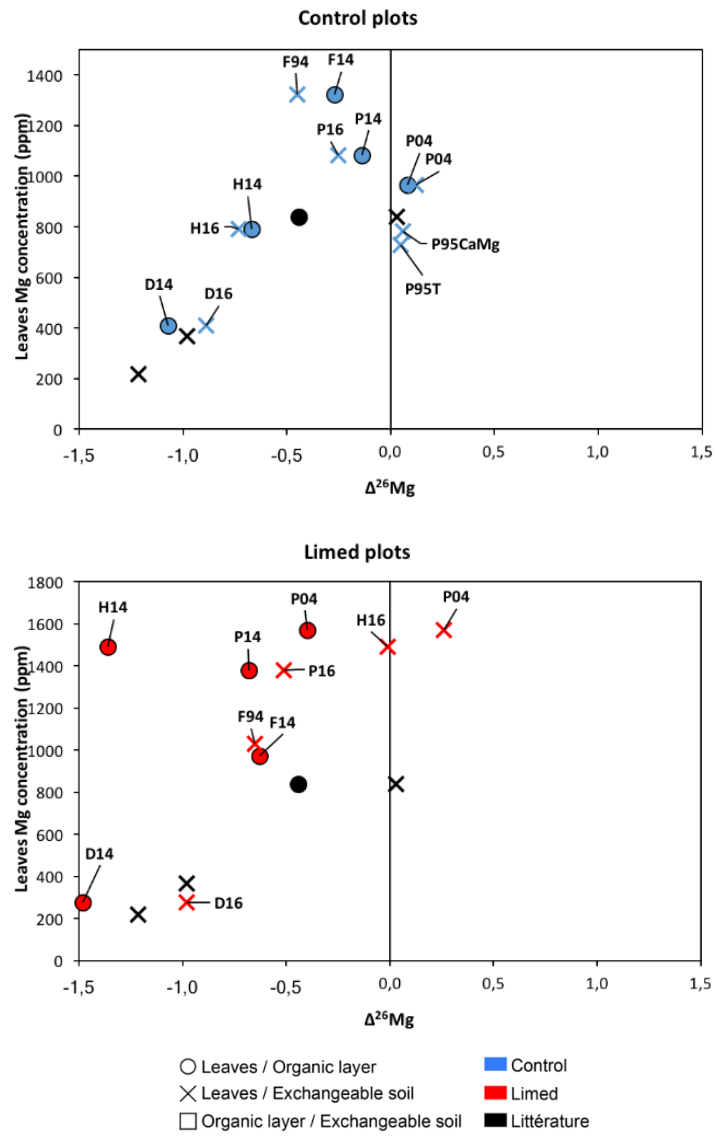 Control plots
Leaves Mg concentration (ppm)
1400
1200
1000
800
600
400
200
0
F94
F14
P16
P14
P04
P04
H14
H16
P95CaMg
P95T
D14
D16
-1,5
-1,0
-0,5
0,0
0,5
1,0
1,5
Δ²⁶Mg
Limed plots
Leaves Mg concentration (ppm)
1800
1600
1400
1200
1000
800
600
400
200
0
H14
P04
H16
P04
P14
P16
F94
F14
D14
D16
-1,5
-1,0
-0,5
0,0
0,5
1,0
1,5
Δ²⁶Mg
Leaves / Organic layer
Control
Leaves / Exchangeable soil
Limed
Organic layer / Exchangeable soil
Littérature